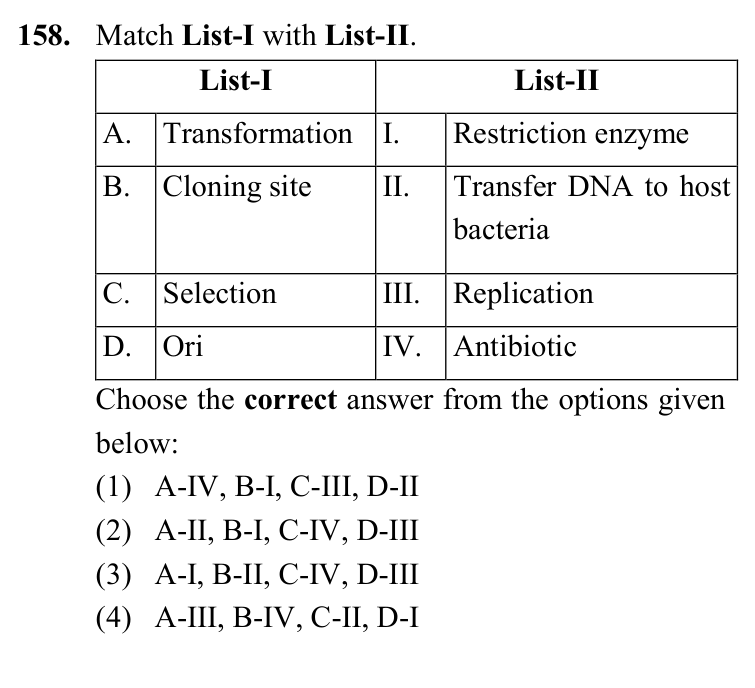 158. Match List-I with List-II.
List-I List-II
A. Transformation I. Restriction enzyme
B. Cloning site II. Transfer DNA to host
bacteria
C. Selection III. Replication
D. Ori IV. Antibiotic
Choose the correct answer from the options given
below:
(1) A-IV, B-I, C-III, D-II
(2) A-II, B-I, C-IV, D-III
(3) A-I, B-II, C-IV, D-III
(4) A-III, B-IV, C-II, D-I